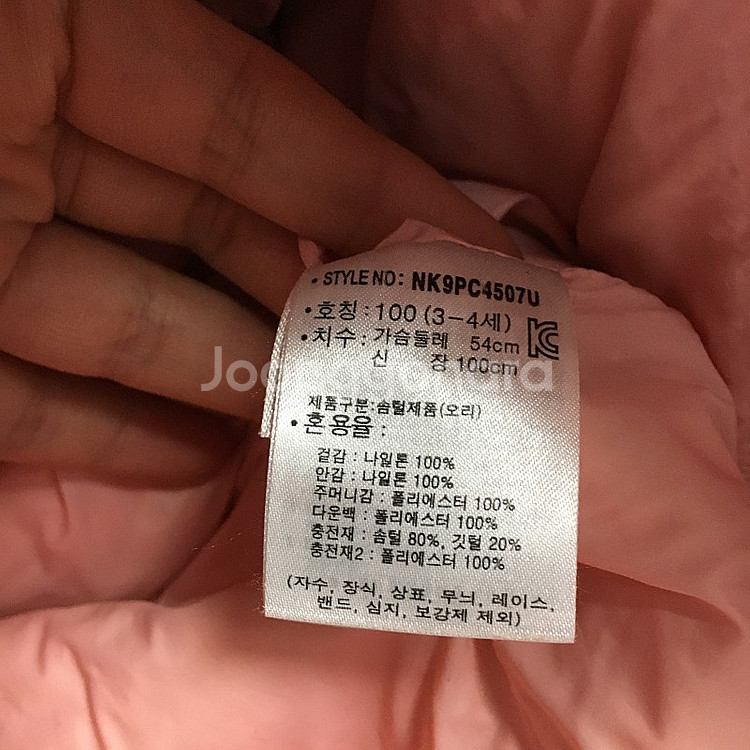 • STYLE NO: NK9PC4507U
• 호칭 : 100 (3-4세)
• 치수 : 가슴둘레 54cm
신 장 100cm
Joonggonara
제품구분:솜털제품(오리)
• 혼용율 :
겉감 : 나일론 100%
안감 : 나일론 100%
주머니감 : 폴리에스터 100%
다운백 : 폴리에스터 100%
충전재 : 솜털 80%, 깃털 20%
충전재2 : 폴리에스터 100%
(자수, 장식, 상표, 무늬, 레이스,
밴드, 심지, 보강제 제외)